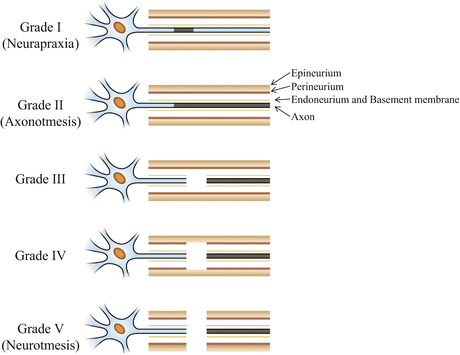 Grade I
(Neurapraxia)
Grade II
(Axonotmesis)
Epineurium
Perineurium
Endoneurium and Basement membrane
Axon
Grade III
Grade IV
Grade V
(Neurotmesis)